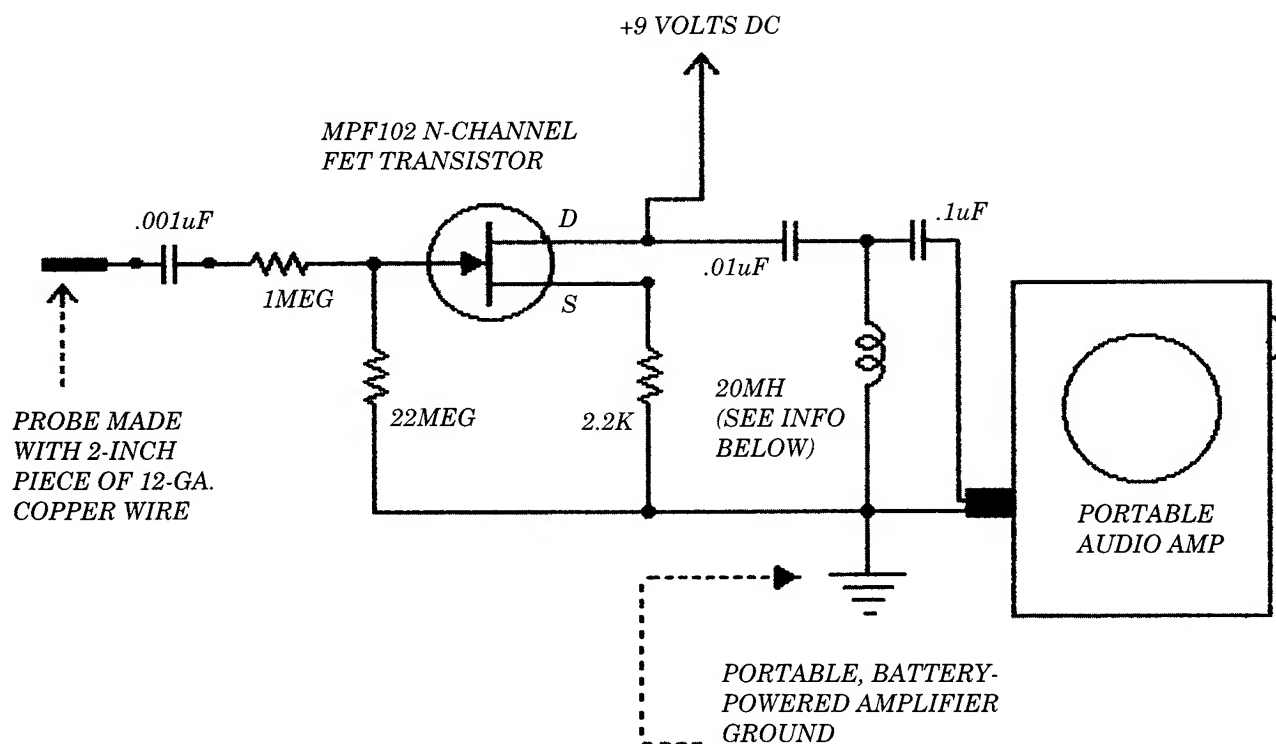 +9 VOLTS DC
MPF102 N-CHANNEL
FET TRANSISTOR
.001uF
D
.1uF
.01uF
1MEG
S
22MEG
2.2K
20MH
(SEE INFO
BELOW)
PROBE MADE
WITH 2-INCH
PIECE OF 12-GA.
COPPER WIRE
PORTABLE
AUDIO AMP
PORTABLE, BATTERY-
POWERED AMPLIFIER
GROUND